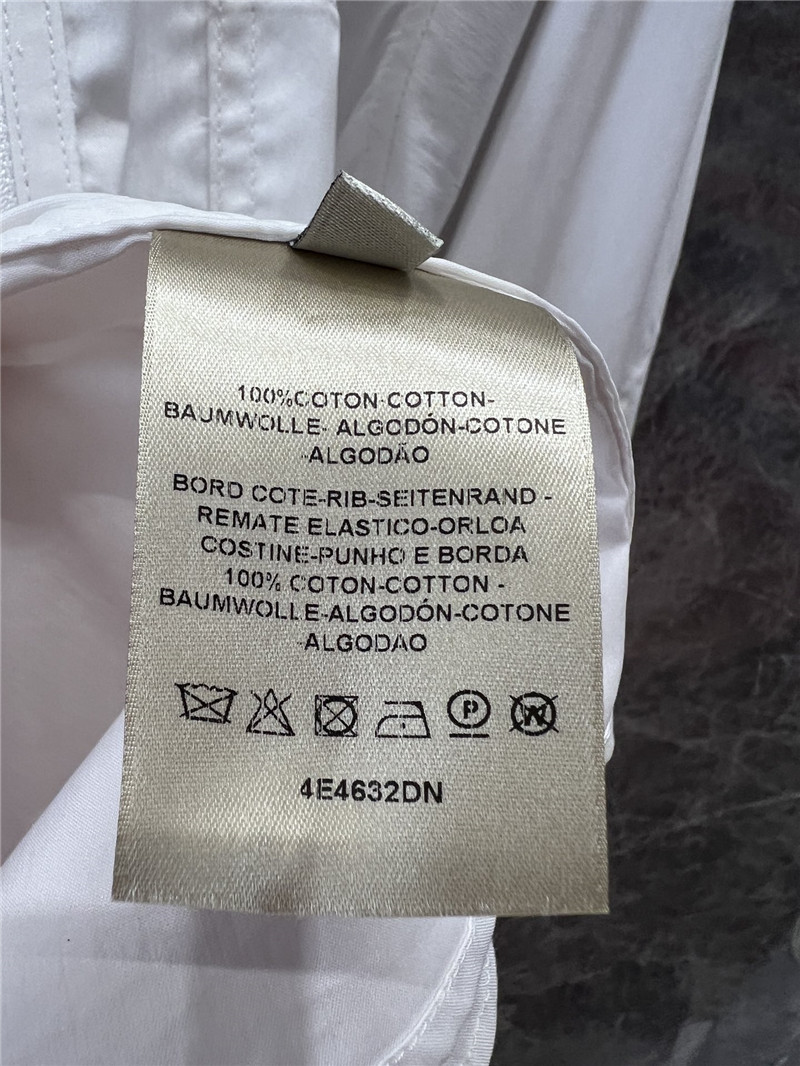 100%COTON-COTTON-
BAUMWOLLE- ALGODÓN-COTONE
-ALGODÃO
BORD COTE-RIB-SEITENRAND -
REMATE ELASTICO-ORLOA
COSTINE-PUNHO E BORDA
100% COTON-COTTON -
BAUMWOLLE-ALGODÓN-COTONE
-ALGODAO
P W
4E4632DN